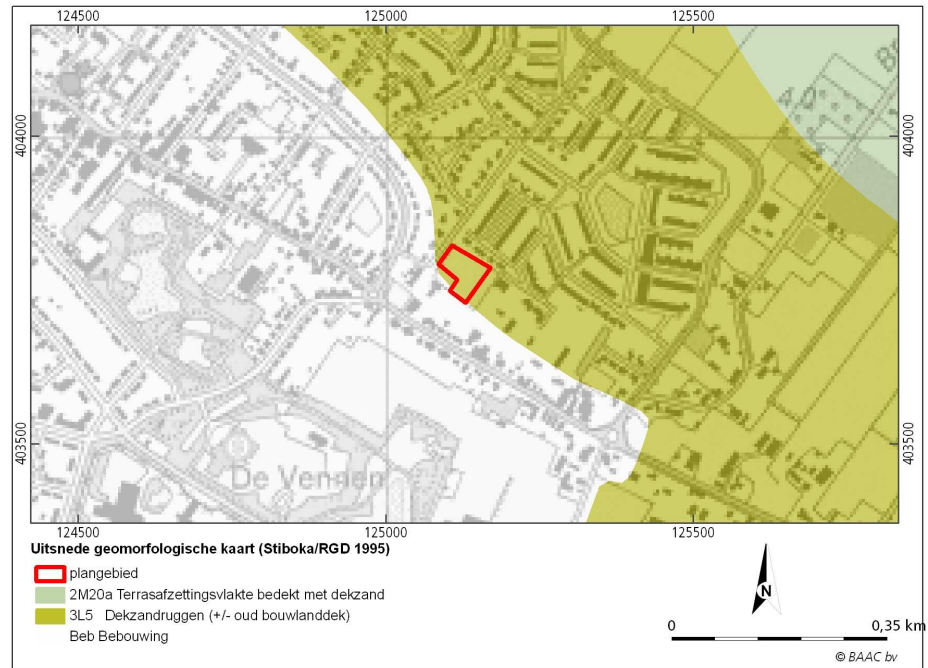 124500 125000 125500
404000 404000
40
De Vennen
403500 403500
124500 125000 125500
Uitsnede geomorfologische kaart (Stiboka/RGD 1995)
plangebied
2M20a Terrasafzettingsvlakte bedekt met dekzand
3L5 Dekzandruggen (+/- oud bouwlanddek)
Beb Bebouwing
N
0 0,35 km
© BAAC bv